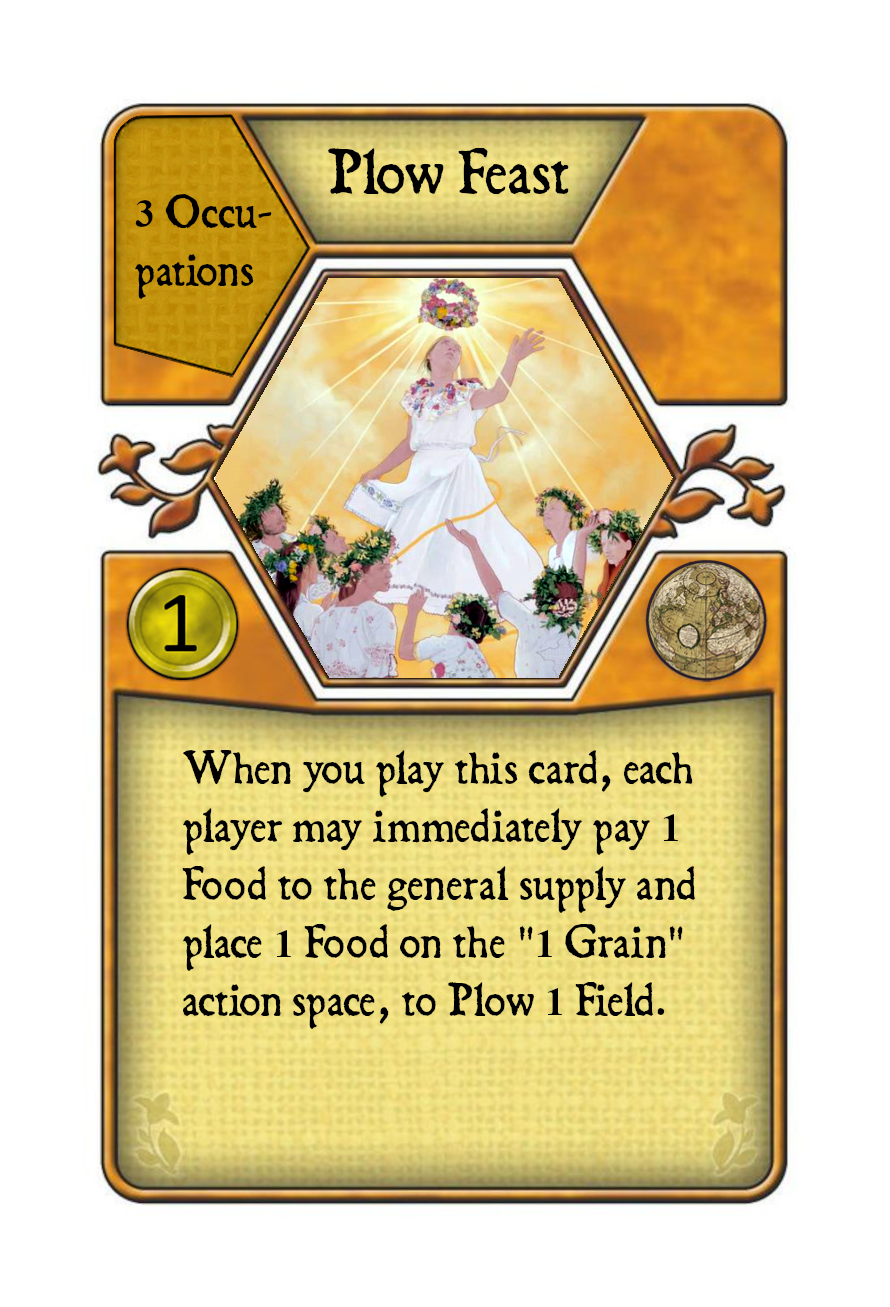 Plow Feast
3 Occu-
pations
1
When you play this card, each
player may immediately pay 1
Food to the general supply and
place 1 Food on the "1 Grain"
action space, to Plow 1 Field.